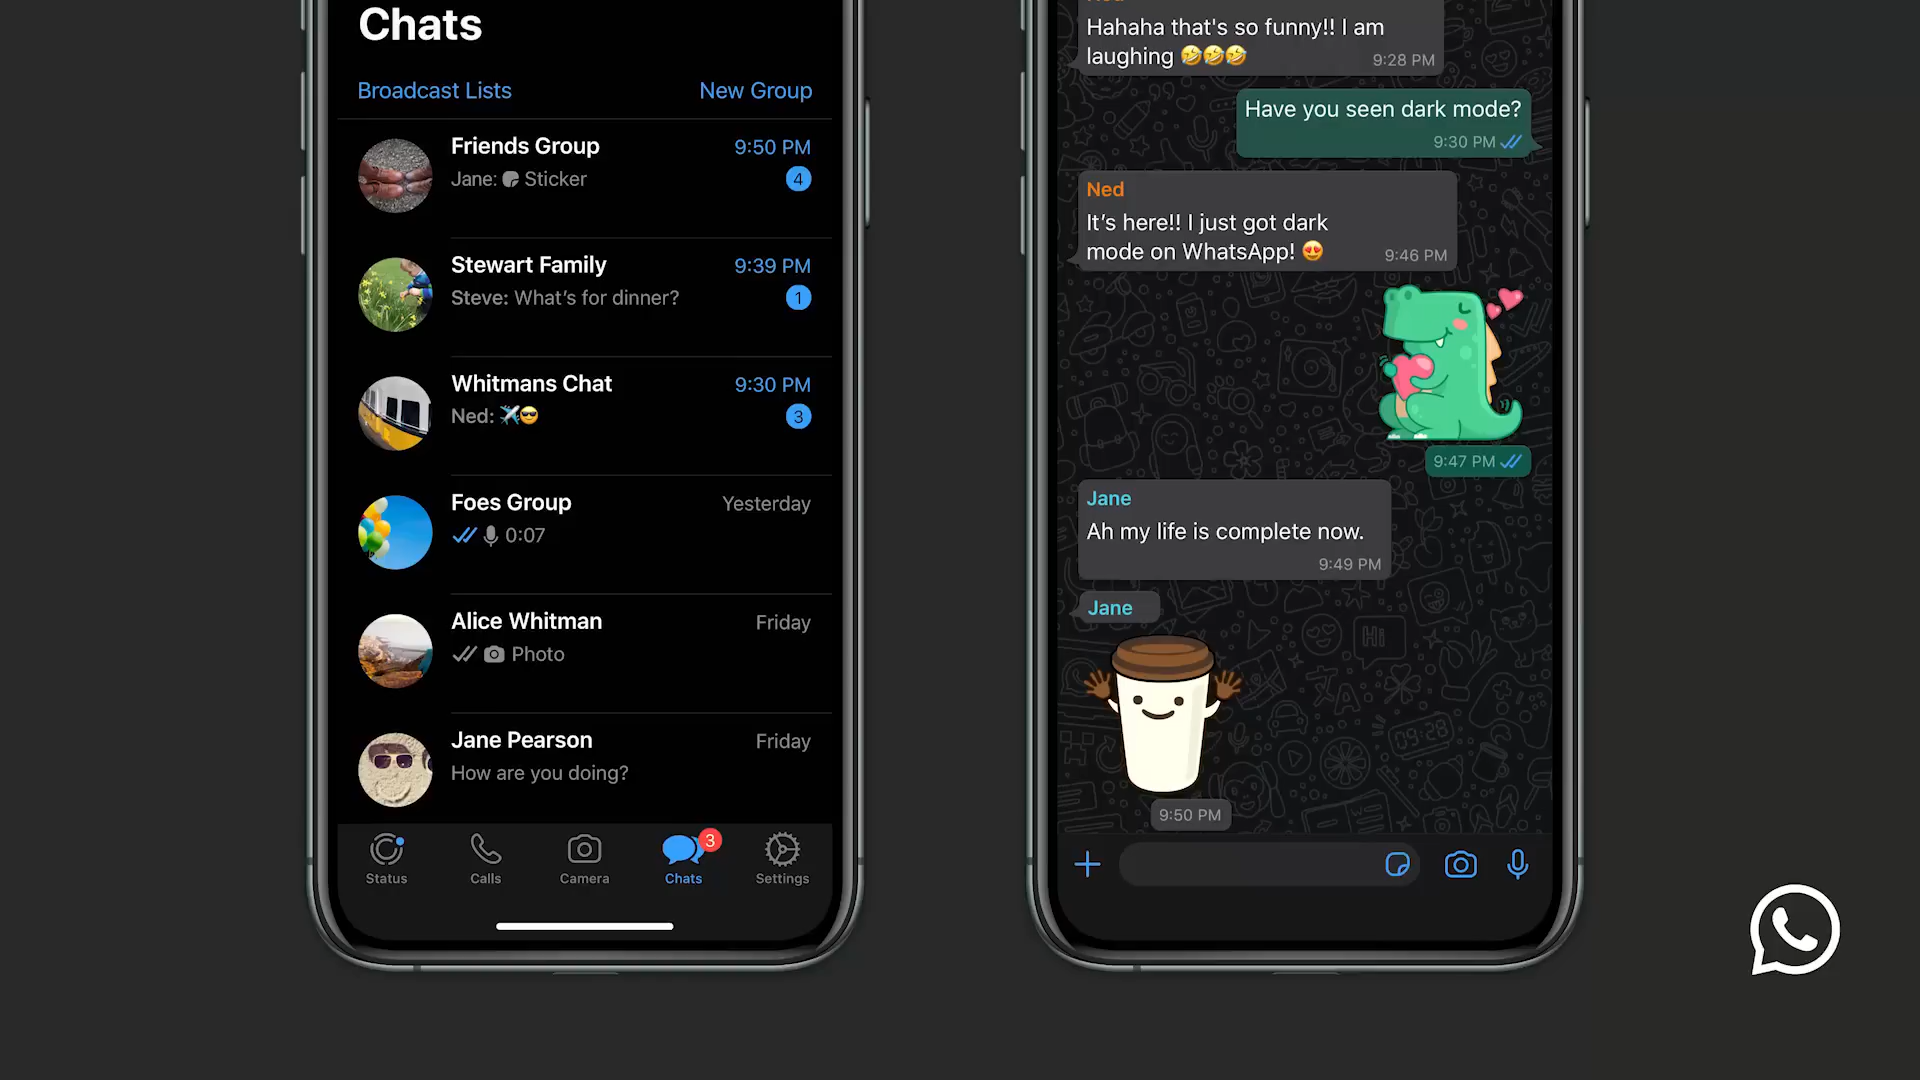 Chats
Broadcast Lists
New Group
Friends Group
9:50 PM
Jane: Sticker
4
Stewart Family
9:39 PM
Steve: What's for dinner?
1
Whitmans Chat
9:30 PM
Ned: ✈️😎
3
Foes Group
Yesterday
0:07
Alice Whitman
Friday
Photo
Jane Pearson
Friday
How are you doing?
Status
Calls
Camera
Chats
3
Settings
Hahaha that's so funny!! I am
laughing 🤣🤣🤣
9:28 PM
Have you seen dark mode?
9:30 PM
Ned
It's here!! I just got dark
mode on WhatsApp! 😍
9:46 PM
9:47 PM
Jane
Ah my life is complete now.
9:49 PM
Jane
Hi
09:28
9:50 PM